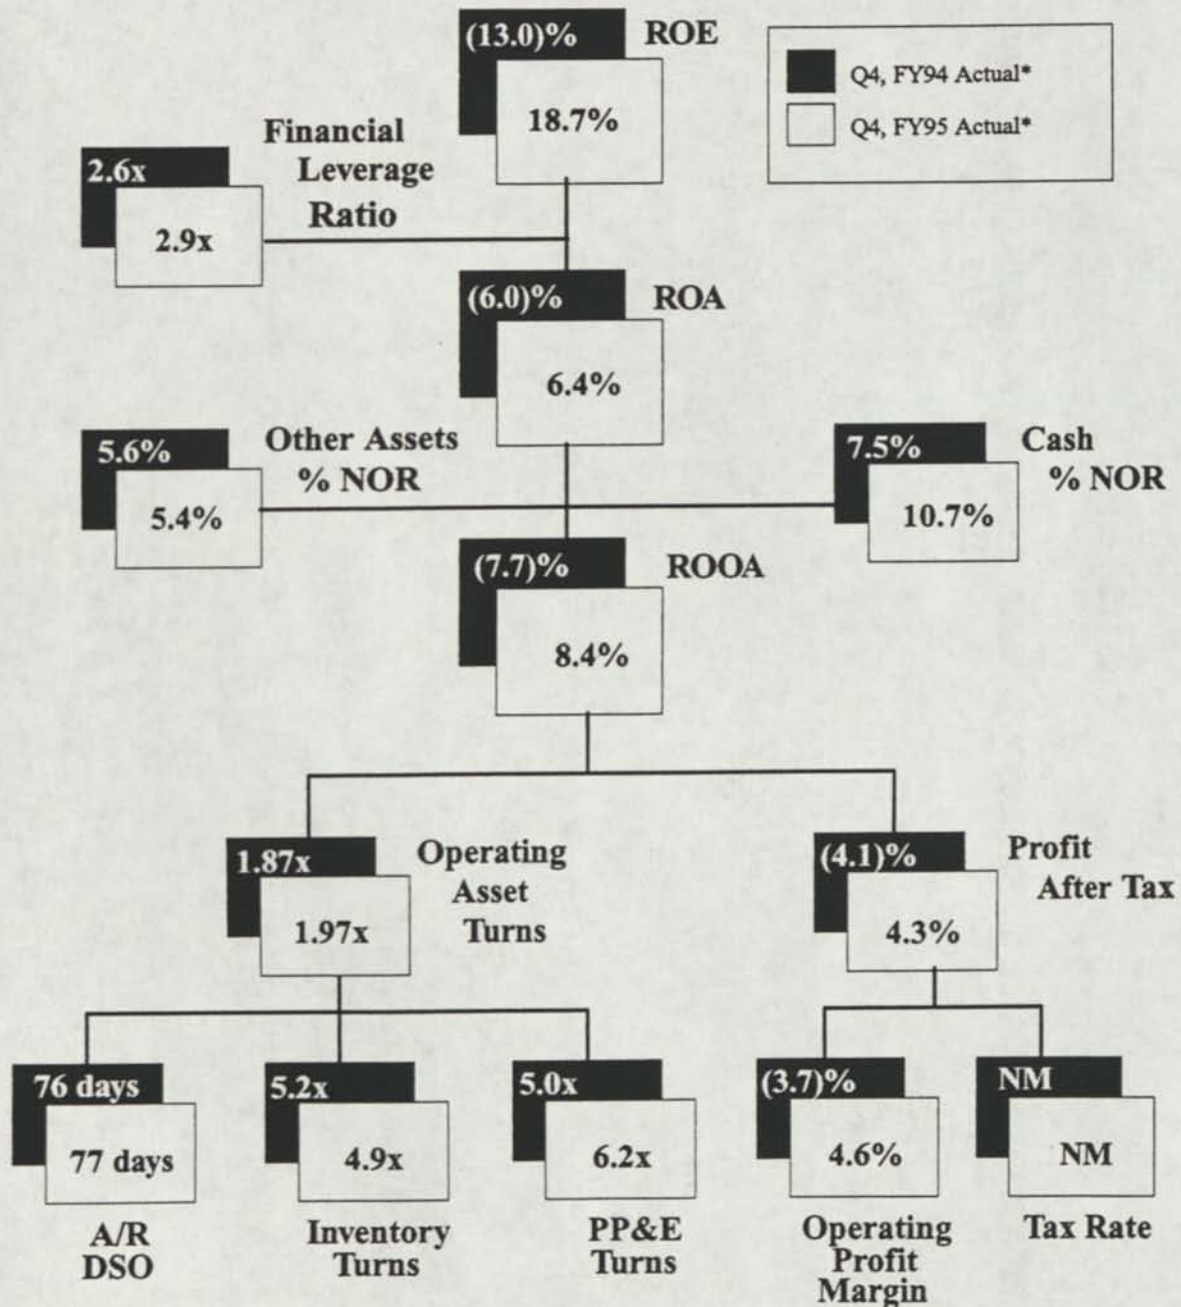 (13.0)%
ROE
18.7%
Q4, FY94 Actual*
Q4, FY95 Actual*
Financial
Leverage
Ratio
2.6x
2.9x
(6.0)%
ROA
6.4%
5.6%
Other Assets
% NOR
5.4%
7.5%
Cash
% NOR
10.7%
(7.7)%
ROOA
8.4%
1.87x
Operating
Asset
Turns
1.97x
(4.1)%
Profit
After Tax
4.3%
76 days
77 days
A/R
DSO
5.2x
4.9x
Inventory
Turns
5.0x
6.2x
PP&E
Turns
(3.7)%
4.6%
Operating
Profit
Margin
NM
NM
Tax Rate